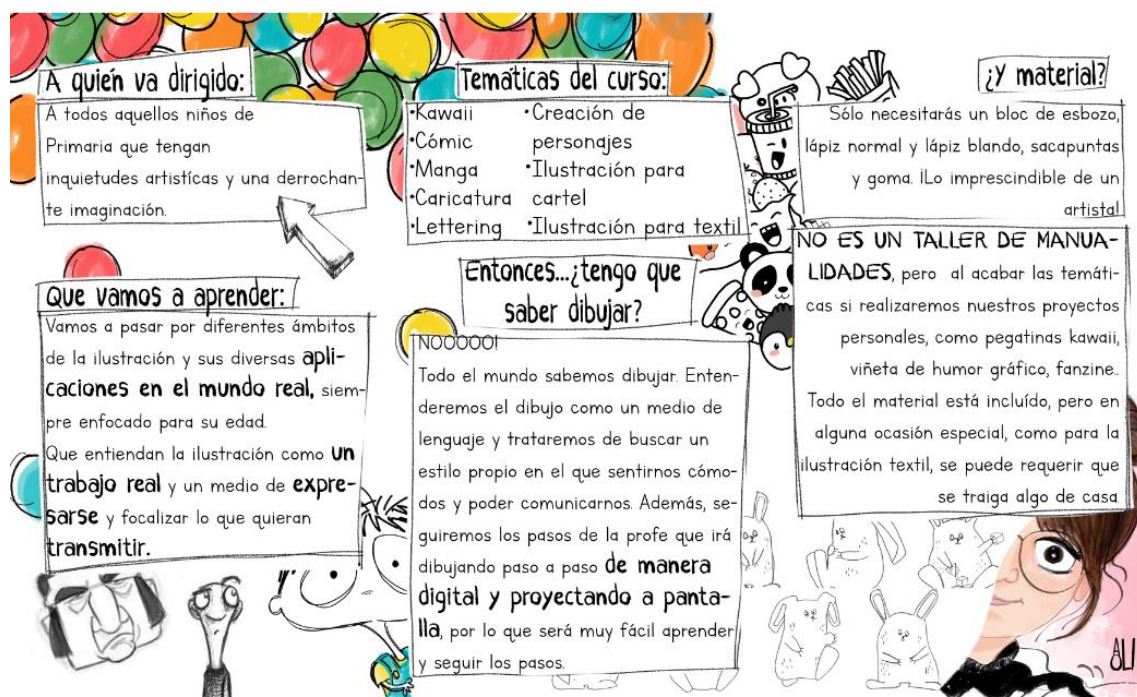 A quién va dirigido:
A todos aquellos niños de
Primaria que tengan
inquietudes artistícas y una derrochan-
te imaginación.
Que vamos a aprender:
Vamos a pasar por diferentes ámbitos
de la ilustración y sus diversas apli-
caciones en el mundo real, siem-
pre enfocado para su edad.
Que entiendan la ilustración como un
trabajo real y un medio de expre-
sarse y focalizar lo que quieran
transmitir.
Temáticas del curso:
•Kawaii
•Cómic
•Manga
•Caricatura
•Lettering
•Creación de
personajes
•Ilustración para
cartel
•Ilustración para textil
Entonces...¿tengo que
saber dibujar?
NOOOOO!
Todo el mundo sabemos dibujar. Enten-
deremos el dibujo como un medio de
lenguaje y trataremos de buscar un
estilo propio en el que sentirnos cómo-
dos y poder comunicarnos. Además, se-
guiremos los pasos de la profe que irá
dibujando paso a paso de manera
digital y proyectando a panta-
lla, por lo que será muy fácil aprender
y seguir los pasos.
¿Y material?
Sólo necesitarás un bloc de esbozo,
lápiz normal y lápiz blando, sacapuntas
y goma. ¡Lo imprescindible de un
artista!
NO ES UN TALLER DE MANUA-
LIDADES, pero al acabar las temáti-
cas si realizaremos nuestros proyectos
personales, como pegatinas kawaii,
viñeta de humor gráfico, fanzine..
Todo el material está incluído, pero en
alguna ocasión especial, como para la
ilustración textil, se puede requerir que
se traiga algo de casa.